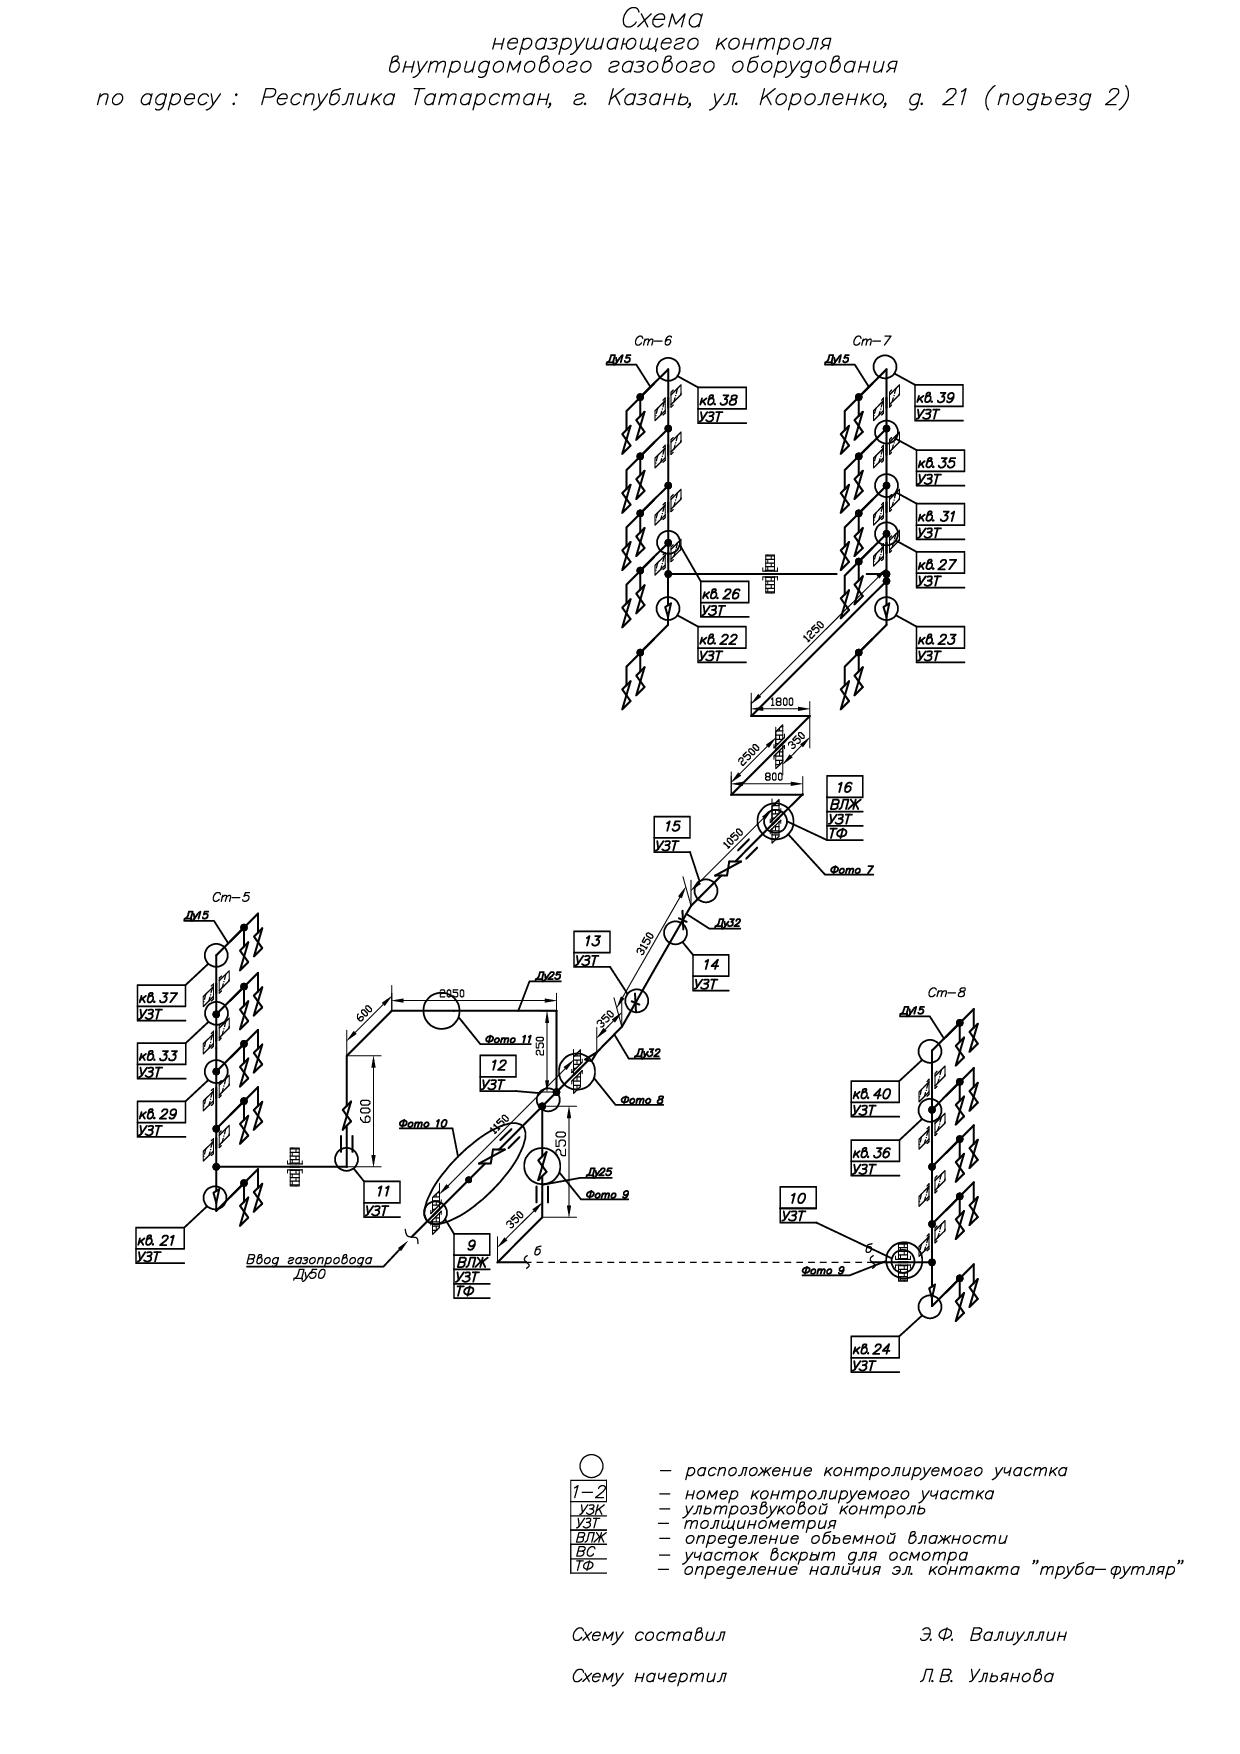 Схема
неразрушающего контроля
внутридомового газового оборудования
по адресу : Республика Татарстан, г. Казань, ул. Короленко, д. 21 (подъезд 2)
Ст-6
Ст-7
Ду15
Ду15
кв. 38
УЗТ
кв. 39
УЗТ
кв. 35
УЗТ
кв. 31
УЗТ
кв. 27
УЗТ
кв. 26
УЗТ
кв. 22
УЗТ
кв. 23
УЗТ
1250
1800
350
2500
800
16
ВЛЖ
УЗТ
ТФ
15
УЗТ
1050
Фото 7
Ст-5
Ду15
Ду32
13
УЗТ
3150
14
УЗТ
кв. 37
УЗТ
кв. 33
УЗТ
кв. 29
УЗТ
кв. 21
УЗТ
Ду25
2050
600
350
Фото 11
250
Ду32
12
УЗТ
Фото 8
600
Фото 10
1150
250
Ду25
Фото 9
11
УЗТ
350
9
ВЛЖ
УЗТ
ТФ
Ввод газопровода
Ду50
б
б
Ст-8
Ду15
кв. 40
УЗТ
кв. 36
УЗТ
10
УЗТ
Фото 9
кв. 24
УЗТ
– расположение контролируемого участка
1-2 – номер контролируемого участка
УЗК – ультрозвуковой контроль
УЗТ – толщинометрия
ВЛЖ – определение объемной влажности
ВС – участок вскрыт для осмотра
ТФ – определение наличия эл. контакта "труба-футляр"
Схему составил Э.Ф. Валиуллин
Схему начертил Л.В. Ульянова